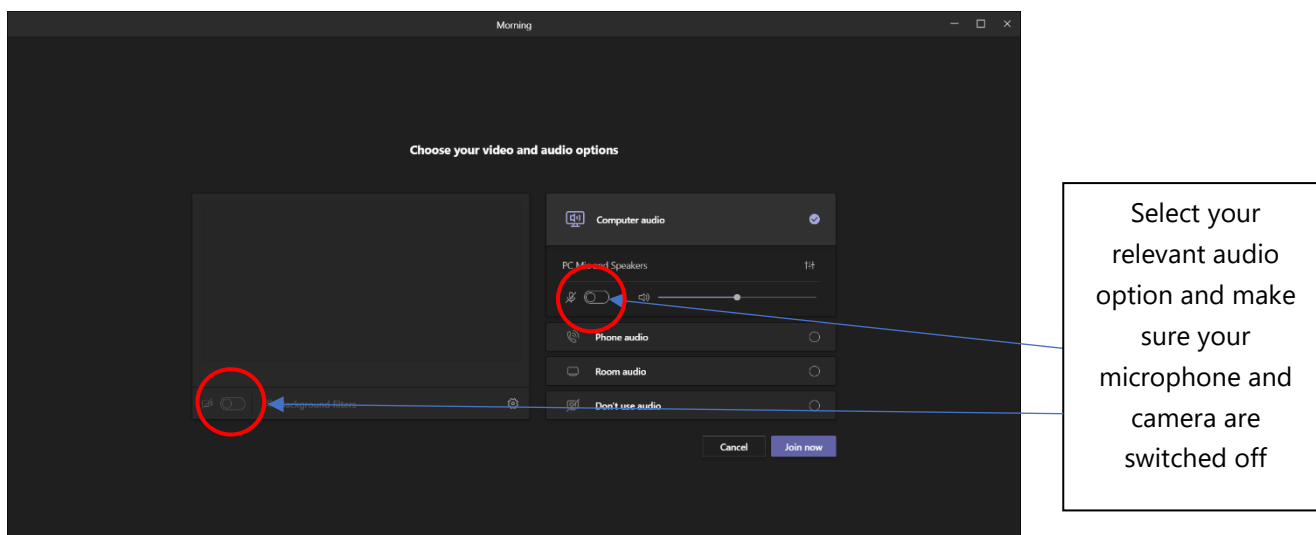 Morning
Choose your video and audio options
Computer audio
PC Mic and Speakers
Phone audio
Room audio
Background filters
Don't use audio
Cancel
Join now
Select your
relevant audio
option and make
sure your
microphone and
camera are
switched off